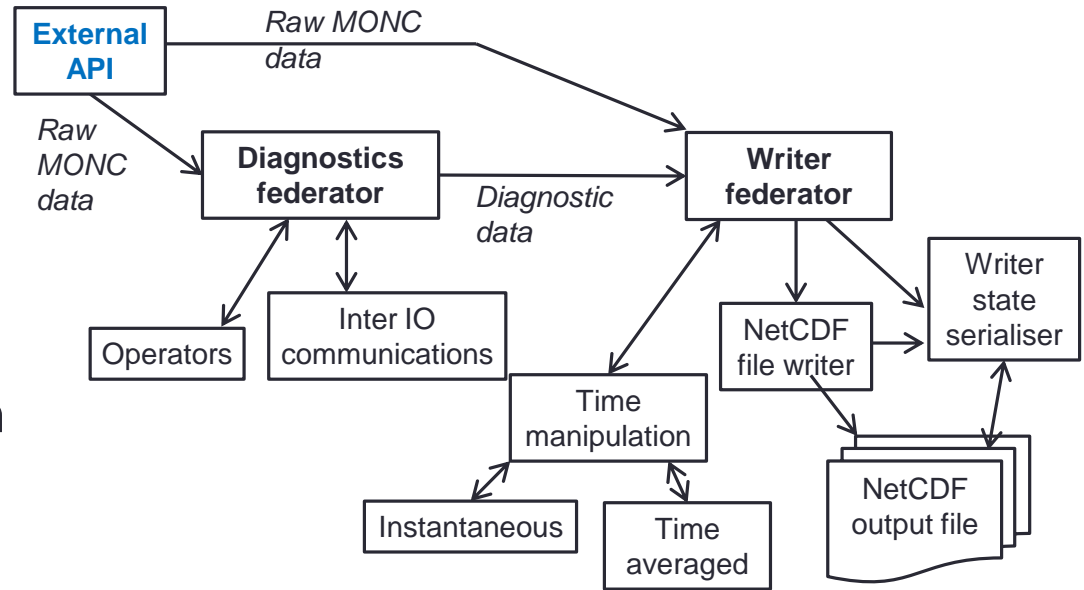 External
API
Raw MONC
data
Raw
MONC
data
Diagnostics
federator
Diagnostic
data
Writer
federator
Operators
Inter IO
communications
Time
manipulation
Instantaneous
Time
averaged
NetCDF
file writer
Writer
state
serialiser
NetCDF
output file